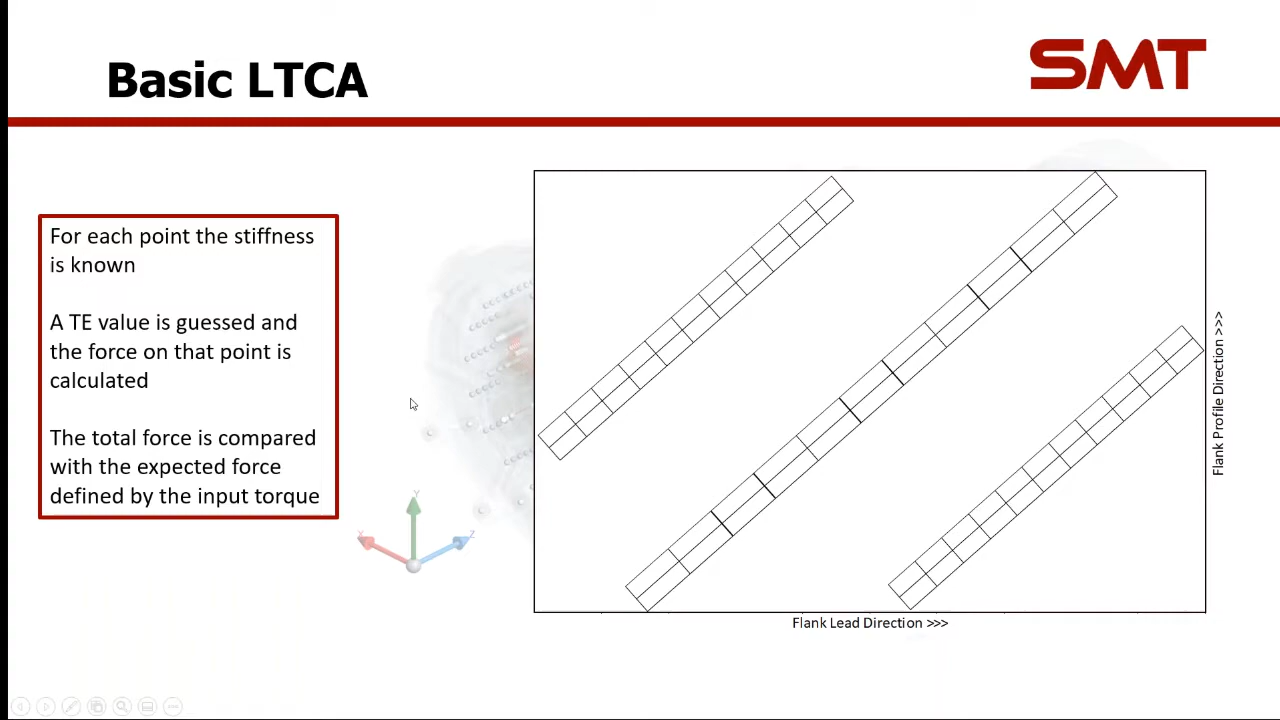 Basic LTCA
SMT
For each point the stiffness
is known
A TE value is guessed and
the force on that point is
calculated
The total force is compared
with the expected force
defined by the input torque
Flank Profile Direction >>>
Flank Lead Direction >>>
Y
X
Z